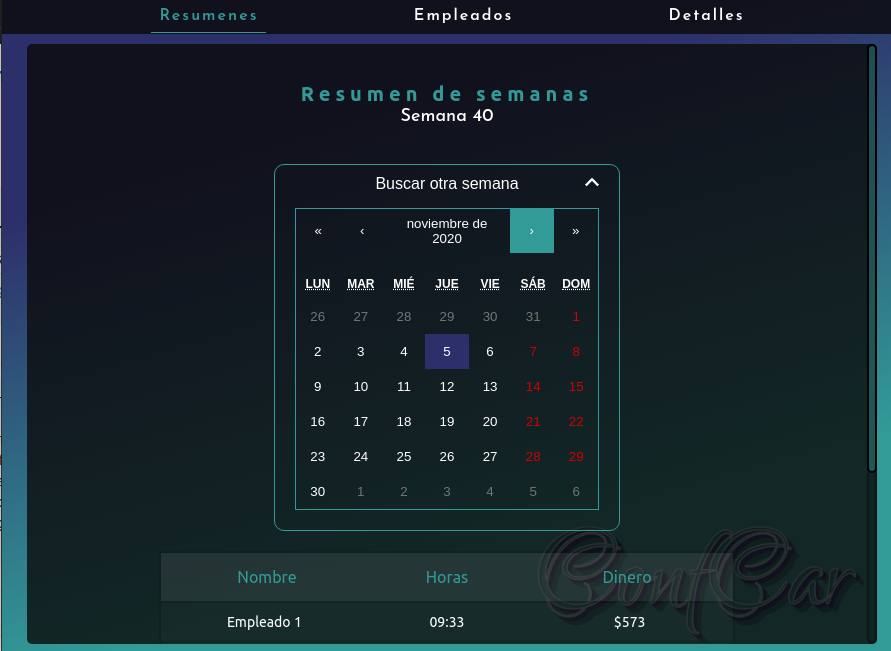 Resumenes Empleados Detalles
Resumen de semanas
Semana 40
Buscar otra semana
« ‹ noviembre de 2020 › »
LUN MAR MIÉ JUE VIE SÁB DOM
26 27 28 29 30 31 1
2 3 4 5 6 7 8
9 10 11 12 13 14 15
16 17 18 19 20 21 22
23 24 25 26 27 28 29
30 1 2 3 4 5 6
Nombre Horas Dinero
ConfCar
Empleado 1 09:33 $573